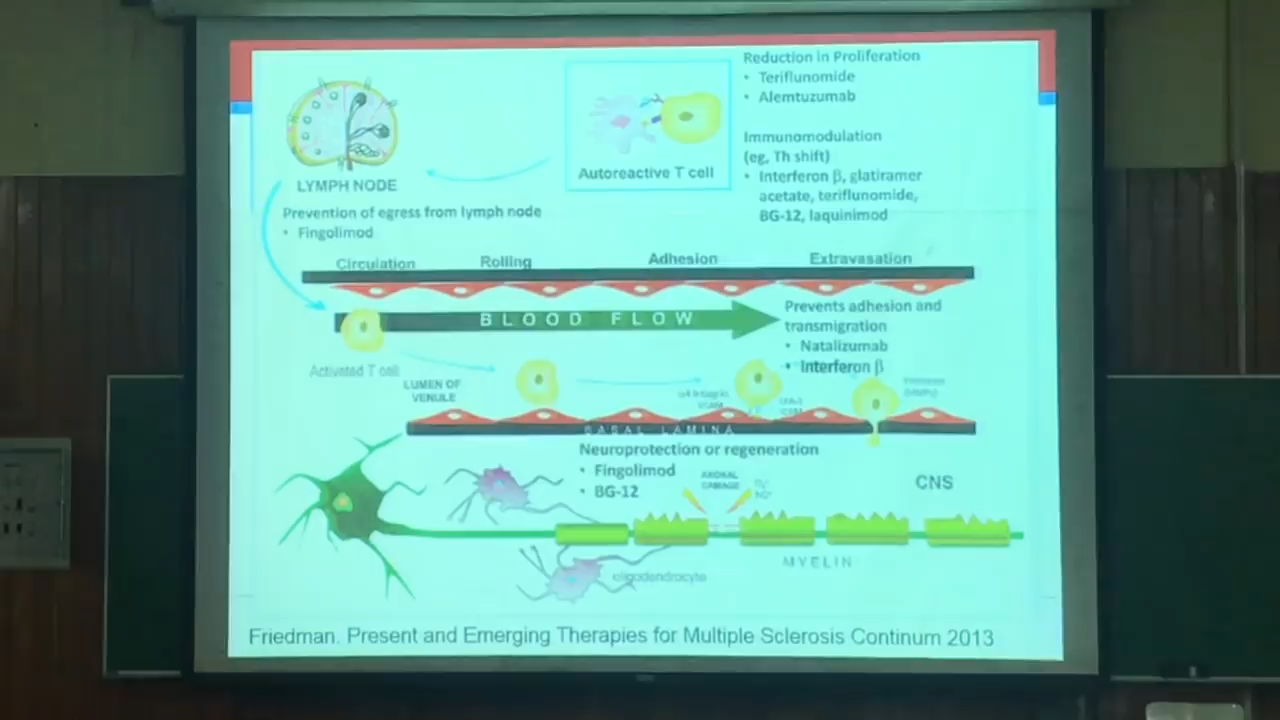 Reduction in Proliferation
• Teriflunomide
• Alemtuzumab
Immunomodulation
(eg, Th shift)
• Interferon β, glatiramer
acetate, teriflunomide,
BG-12, laquinimod
Autoreactive T cell
LYMPH NODE
Prevention of egress from lymph node
• Fingolimod
Circulation
Rolling
Adhesion
Extravasation
BLOOD FLOW
Prevents adhesion and
transmigration
• Natalizumab
• Interferon β
Activated T cell
LUMEN OF
VENULE
BASAL LAMINA
Neuroprotection or regeneration
• Fingolimod
• BG-12
AXONAL
DAMAGE
CNS
MYELIN
oligodendrocyte
Friedman. Present and Emerging Therapies for Multiple Sclerosis Continum 2013